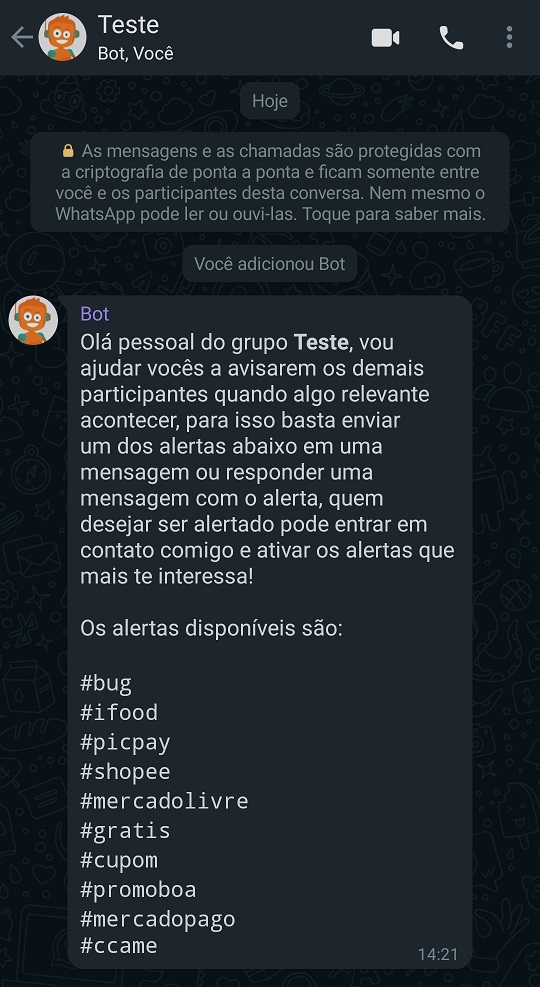 Teste
Bot, Você
Hoje
As mensagens e as chamadas são protegidas com
a criptografia de ponta a ponta e ficam somente entre
você e os participantes desta conversa. Nem mesmo o
WhatsApp pode ler ou ouvi-las. Toque para saber mais.
Você adicionou Bot
Bot
Olá pessoal do grupo Teste, vou
ajudar vocês a avisarem os demais
participantes quando algo relevante
acontecer, para isso basta enviar
um dos alertas abaixo em uma
mensagem ou responder uma
mensagem com o alerta, quem
desejar ser alertado pode entrar em
contato comigo e ativar os alertas que
mais te interessa!
Os alertas disponíveis são:
#bug
#ifood
#picpay
#shopee
#mercadolivre
#gratis
#cupom
#promoboa
#mercadopago
#ccame
14:21